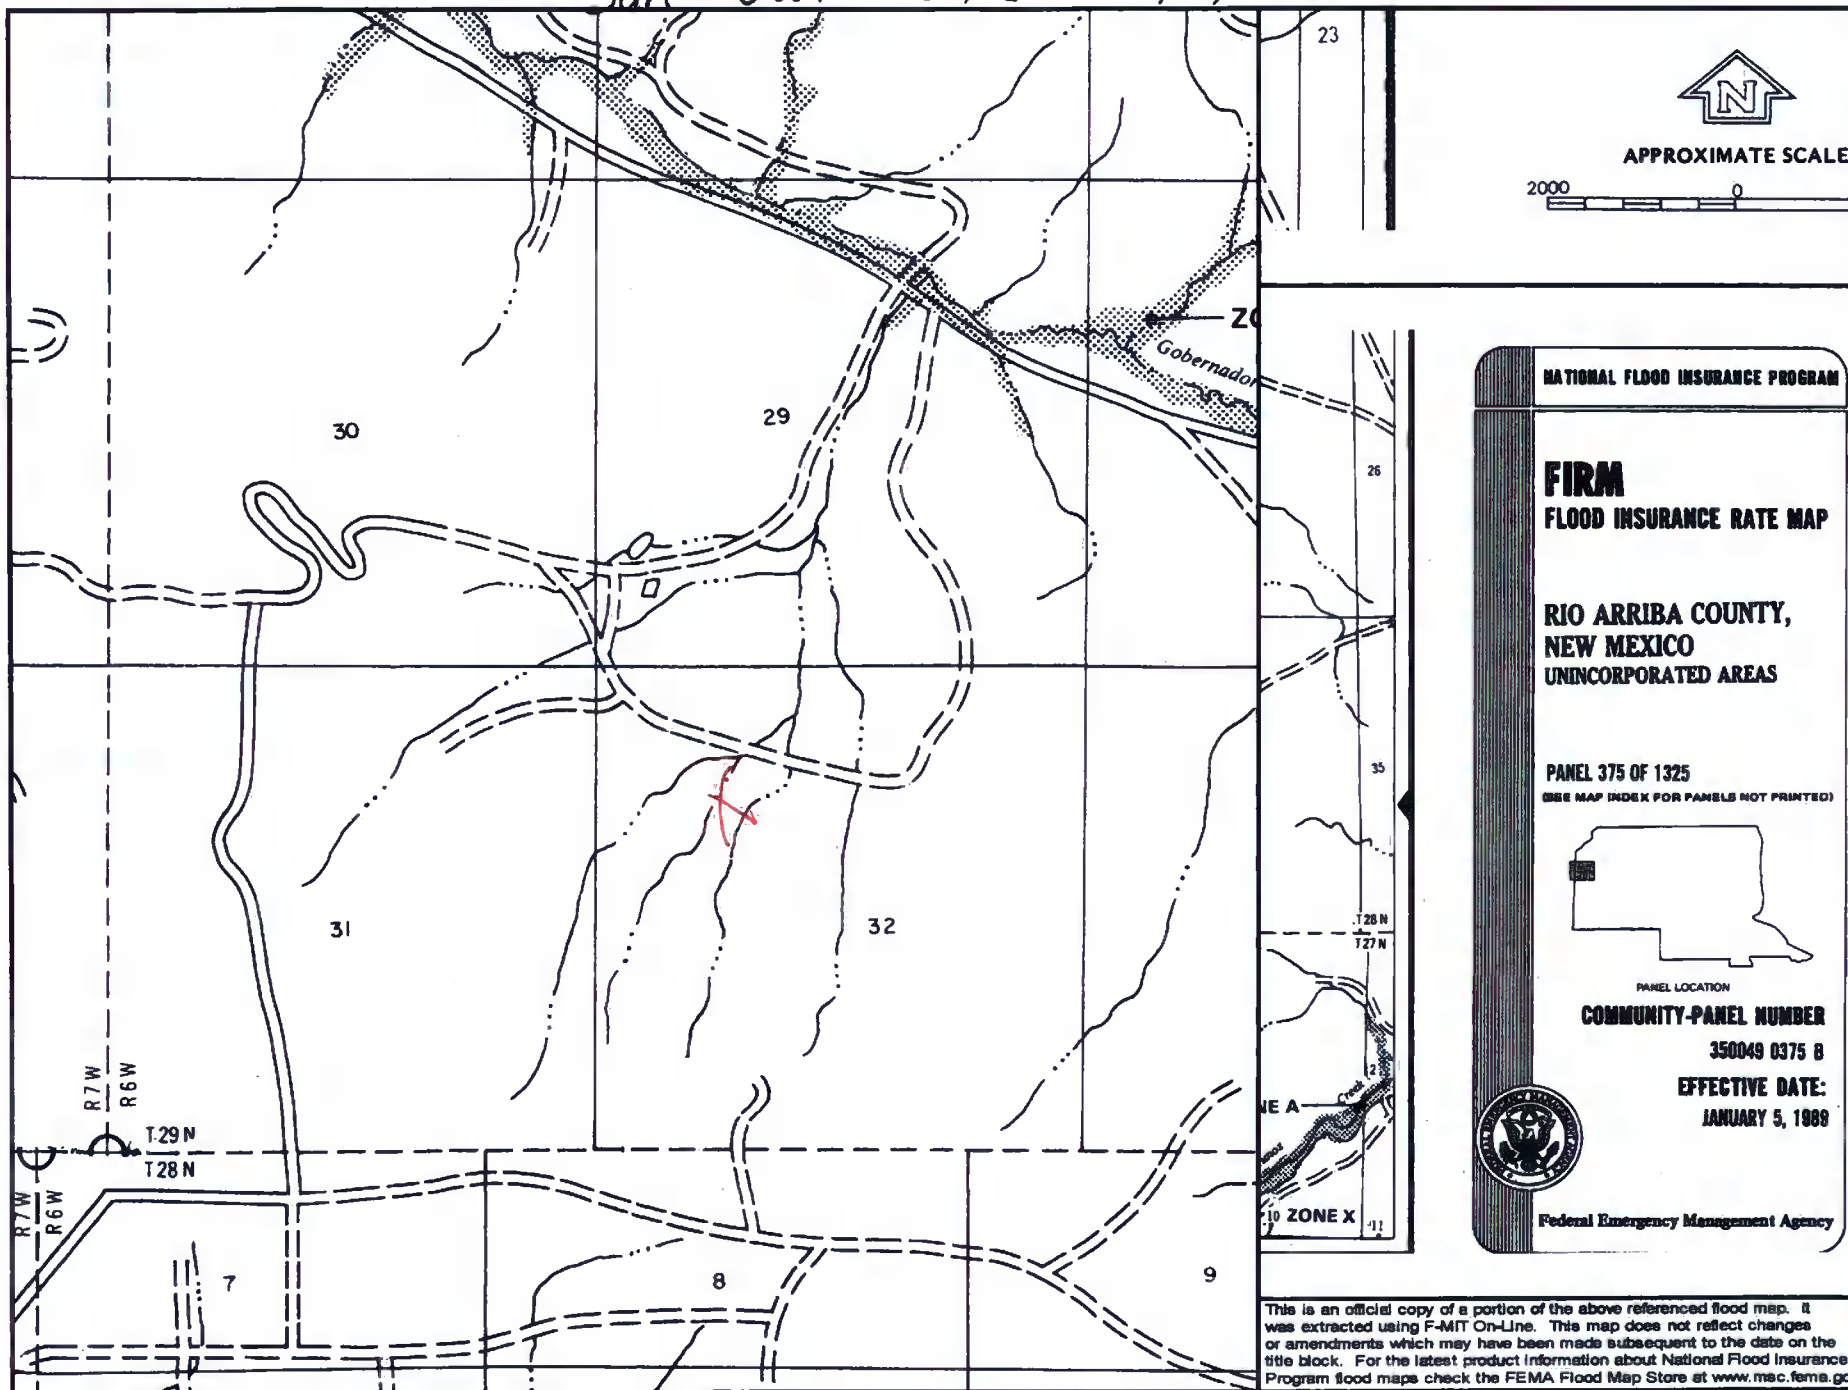 23
APPROXIMATE SCALE
2000 0
Gobernador
30
29
26
31
32
35
R7W
R6W
T29N
T28N
R7W
R6W
7
8
9
T28N
T27N
12
Creek
NE A
10 ZONE X 11
NATIONAL FLOOD INSURANCE PROGRAM
FIRM
FLOOD INSURANCE RATE MAP
RIO ARRIBA COUNTY,
NEW MEXICO
UNINCORPORATED AREAS
PANEL 375 OF 1325
(SEE MAP INDEX FOR PANELS NOT PRINTED)
PANEL LOCATION
COMMUNITY-PANEL NUMBER
350049 0375 B
EFFECTIVE DATE:
JANUARY 5, 1989
Federal Emergency Management Agency
This is an official copy of a portion of the above referenced flood map. It
was extracted using F-MIT On-Line. This map does not reflect changes
or amendments which may have been made subsequent to the date on the
title block. For the latest product information about National Flood Insurance
Program flood maps check the FEMA Flood Map Store at www.msc.fema.g